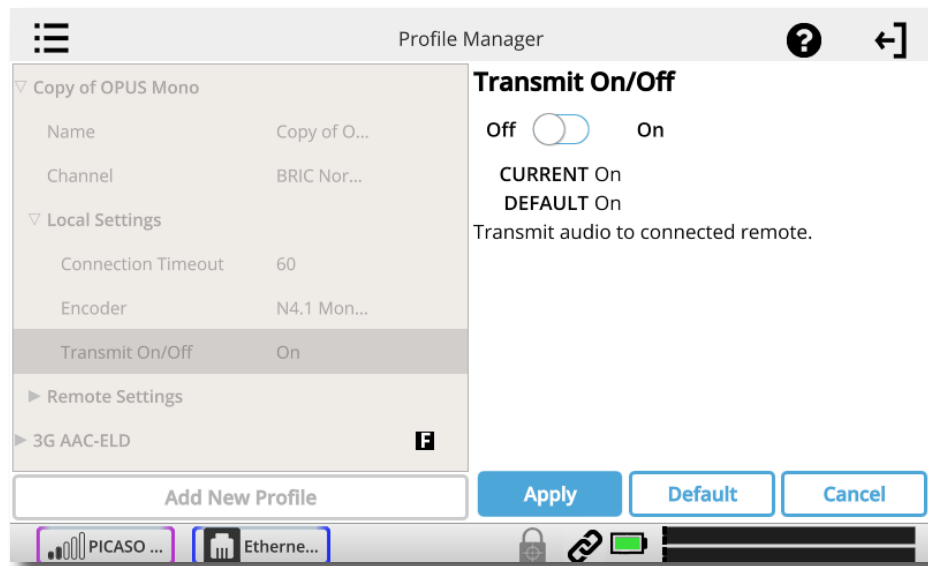 Profile Manager
?
Copy of OPUS Mono
Name Copy of O...
Channel BRIC Nor...
Local Settings
Connection Timeout 60
Encoder N4.1 Mon...
Transmit On/Off On
Remote Settings
3G AAC-ELD F
Add New Profile
Transmit On/Off
Off On
CURRENT On
DEFAULT On
Transmit audio to connected remote.
Apply Default Cancel
PICASO ... Etherne...